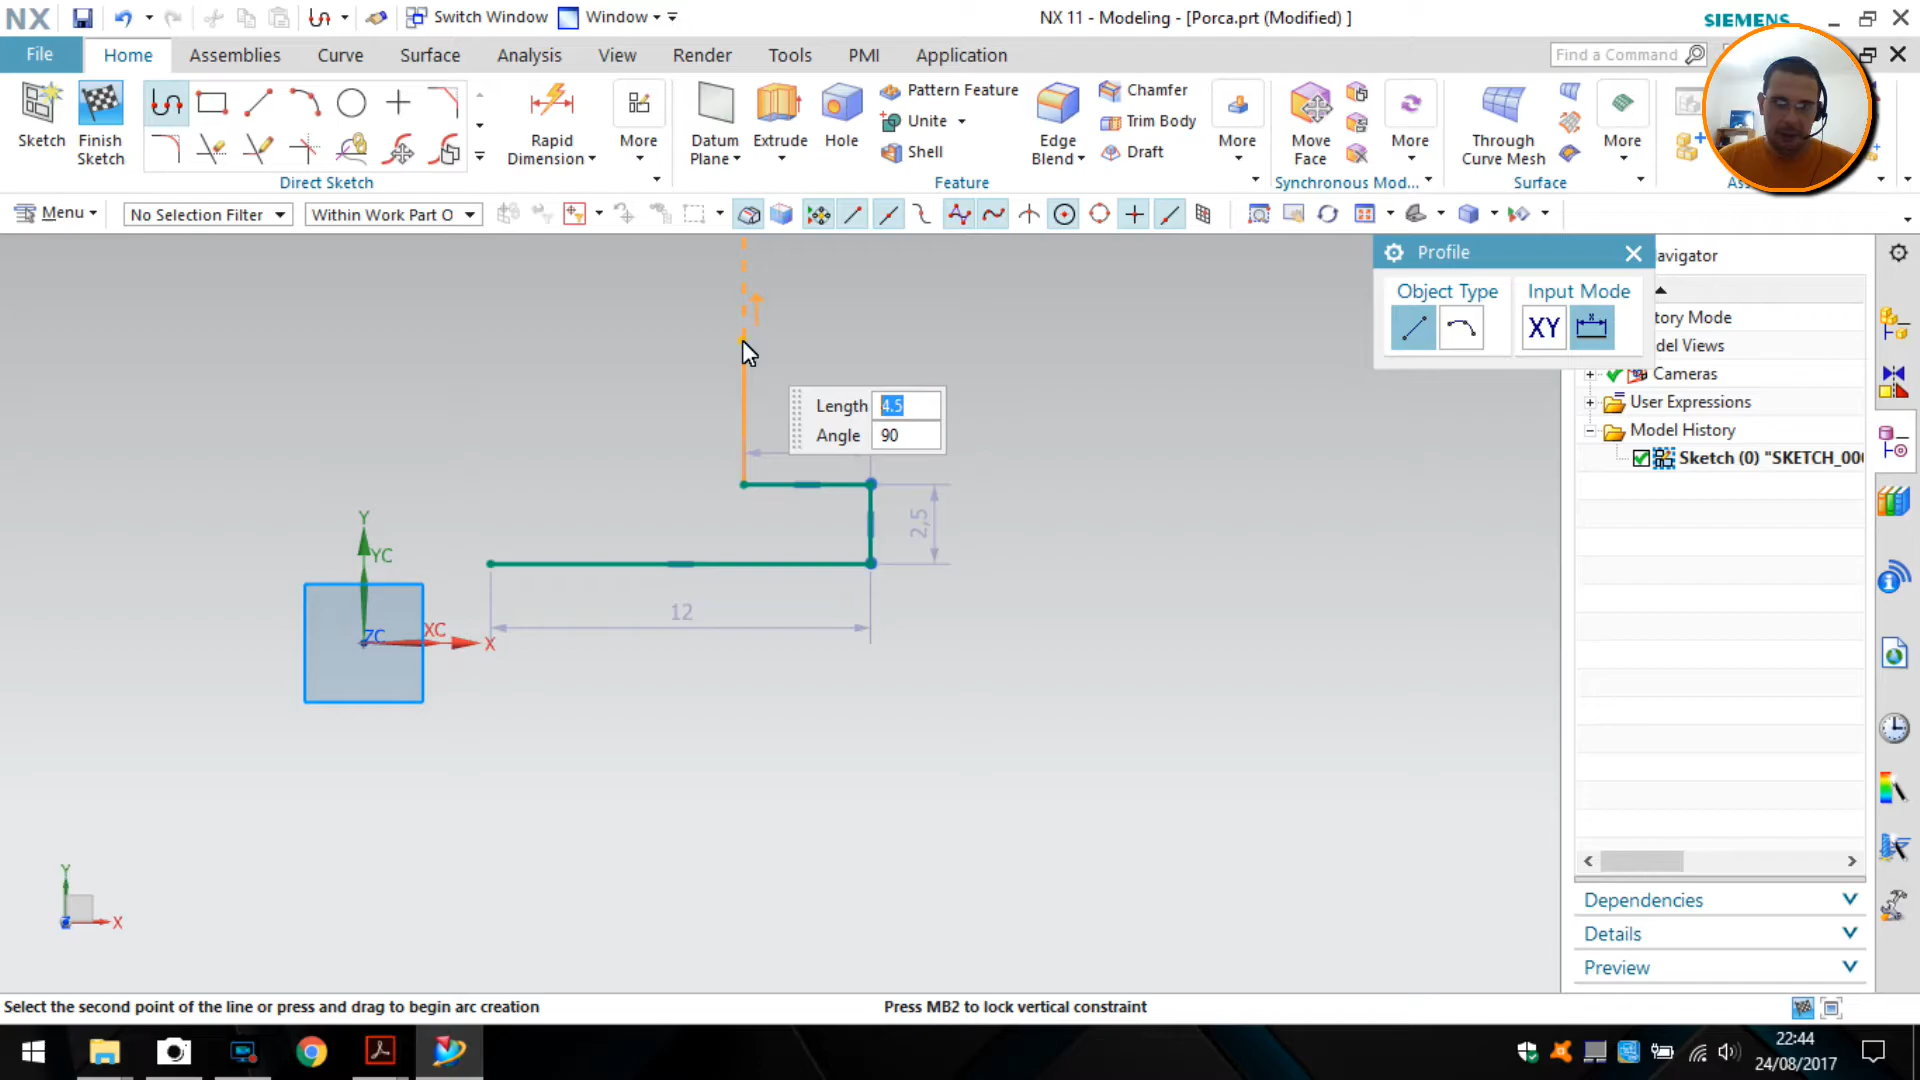 NX
Switch Window
Window
NX 11 - Modeling - [Porca.prt (Modified) ]
SIEMENS
File
Home
Assemblies
Curve
Surface
Analysis
View
Render
Tools
PMI
Application
Find a Command
Sketch
Finish Sketch
Direct Sketch
Rapid Dimension
More
Datum Plane
Extrude
Hole
Pattern Feature
Unite
Shell
Edge Blend
Chamfer
Trim Body
Draft
More
Feature
Move Face
More
Synchronous Mod...
Through Curve Mesh
More
Surface
Menu
No Selection Filter
Within Work Part O
Profile
Object Type
Input Mode
XY
avigator
tory Mode
del Views
Cameras
User Expressions
Model History
Sketch (0) "SKETCH_00
Length 4.5
Angle 90
2,5
12
Y
YC
ZC
XC
X
Y
X
Dependencies
Details
Preview
Select the second point of the line or press and drag to begin arc creation
Press MB2 to lock vertical constraint
22:44
24/08/2017